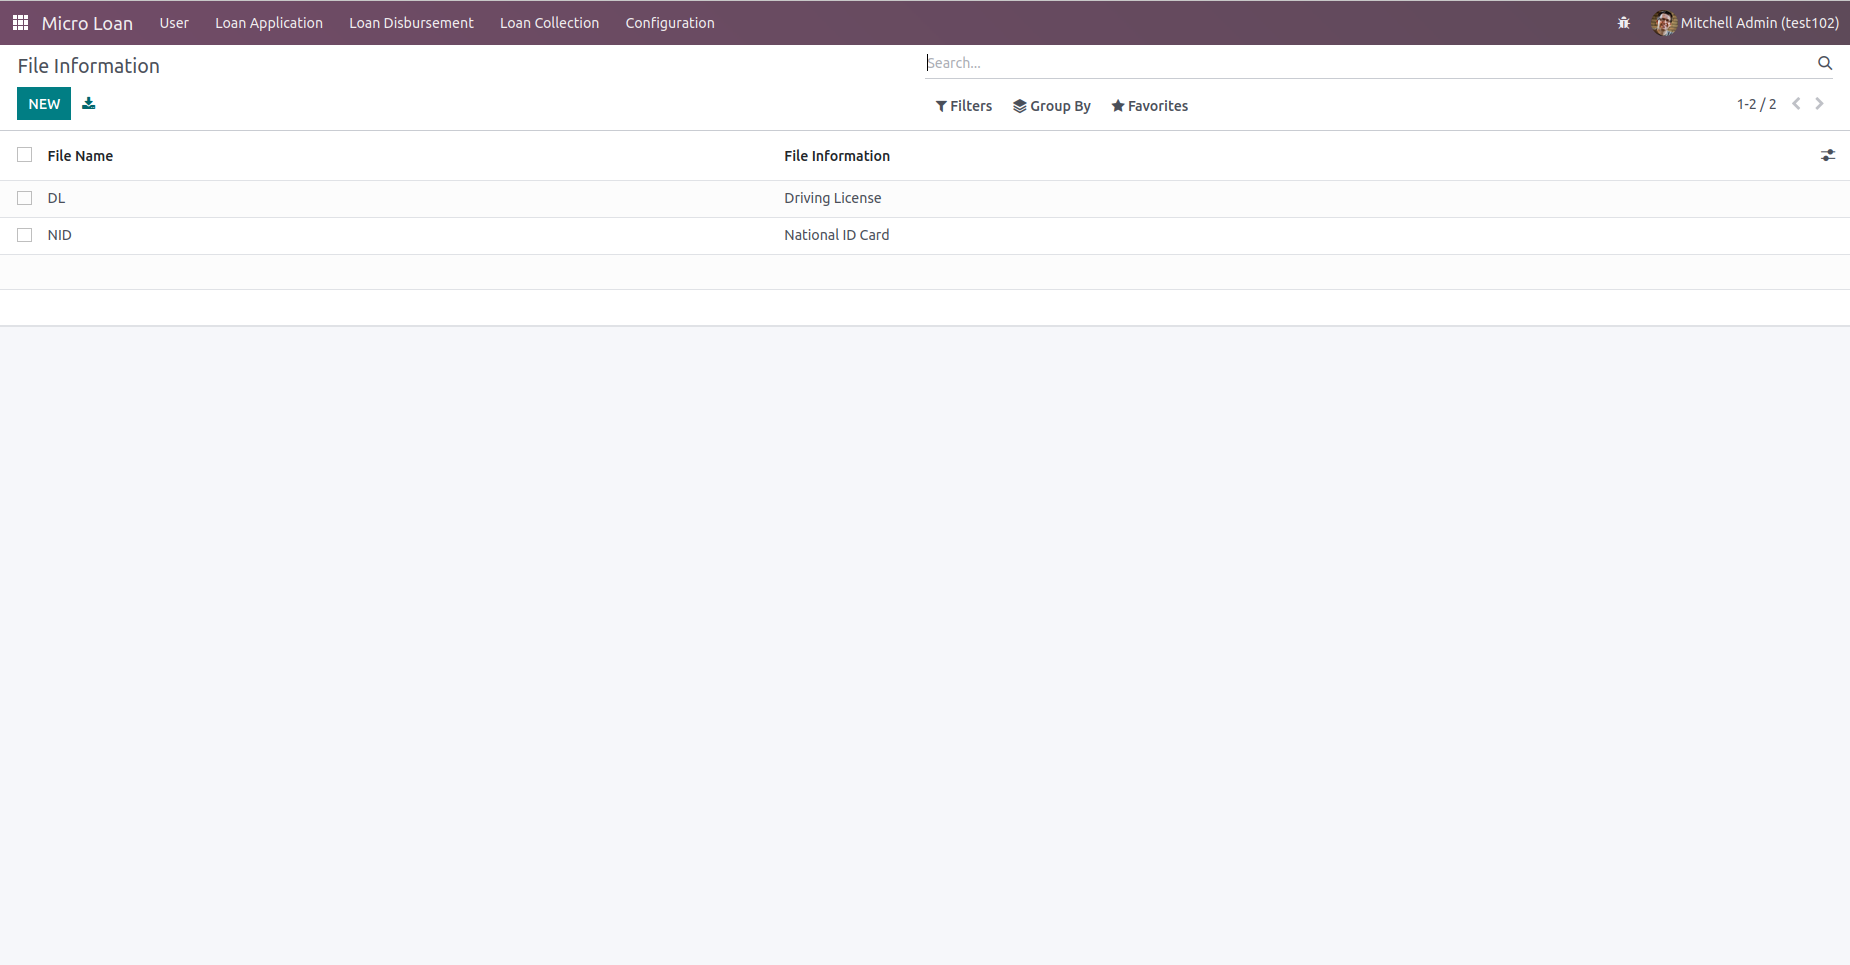 Micro Loan User Loan Application Loan Disbursement Loan Collection Configuration Mitchell Admin (test102)
File Information Search...
NEW Filters Group By Favorites 1-2 / 2
File Name File Information
DL Driving License
NID National ID Card